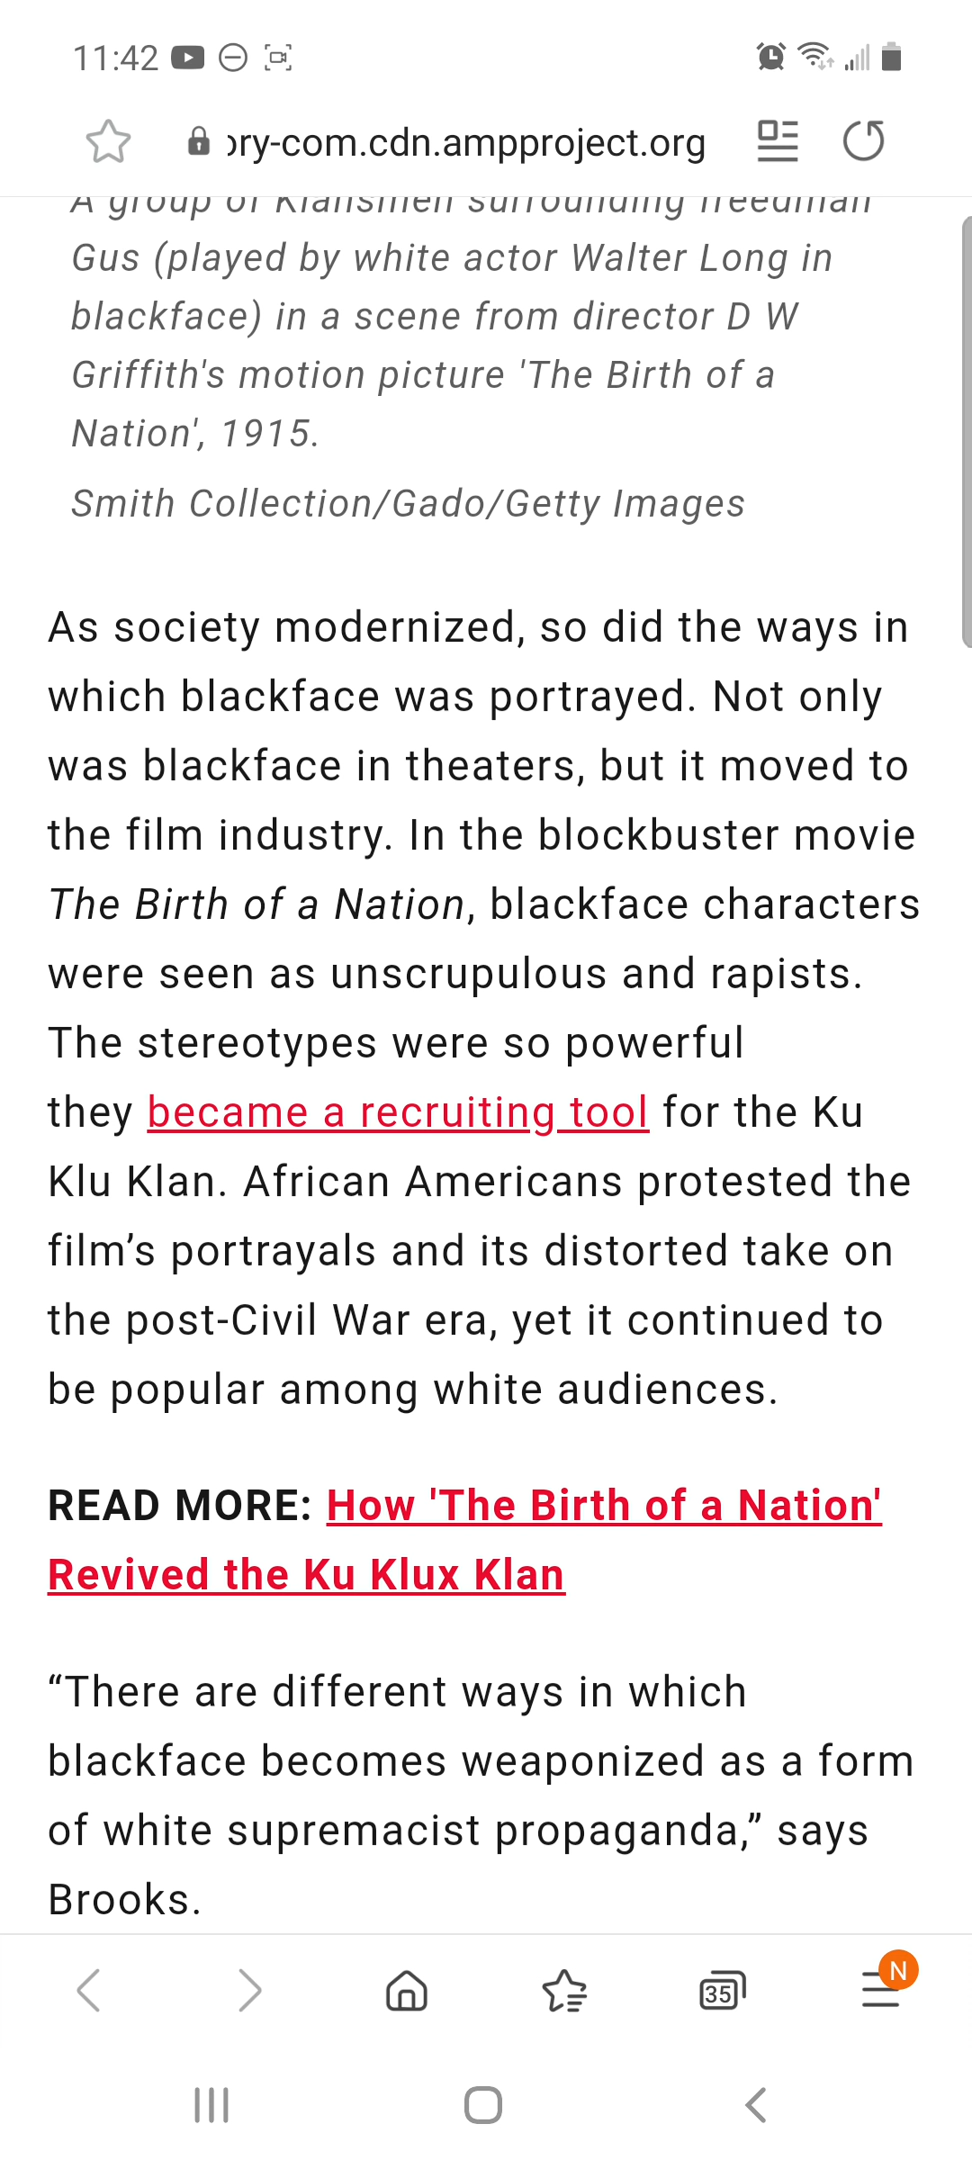 11:42
ory-com.cdn.ampproject.org
A group of Klansmen surrounding freedman
Gus (played by white actor Walter Long in
blackface) in a scene from director D W
Griffith's motion picture 'The Birth of a
Nation', 1915.
Smith Collection/Gado/Getty Images
As society modernized, so did the ways in
which blackface was portrayed. Not only
was blackface in theaters, but it moved to
the film industry. In the blockbuster movie
The Birth of a Nation, blackface characters
were seen as unscrupulous and rapists.
The stereotypes were so powerful
they became a recruiting tool for the Ku
Klu Klan. African Americans protested the
film’s portrayals and its distorted take on
the post-Civil War era, yet it continued to
be popular among white audiences.
READ MORE: How 'The Birth of a Nation'
Revived the Ku Klux Klan
“There are different ways in which
blackface becomes weaponized as a form
of white supremacist propaganda,” says
Brooks.
N
35